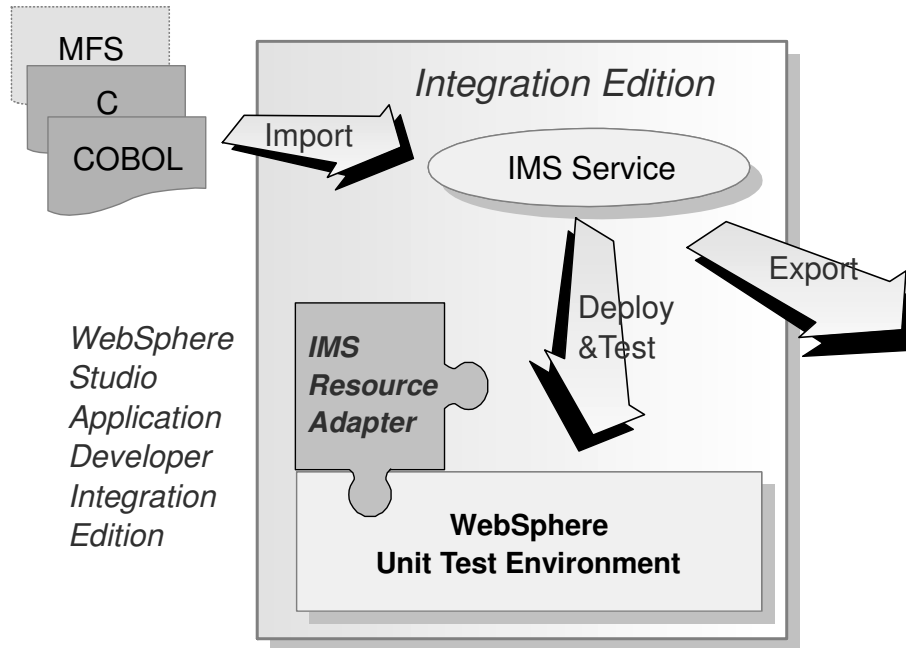 MFS
C
COBOL
Integration Edition
Import
IMS Service
Export
Deploy
&Test
WebSphere
Studio
Application
Developer
Integration
Edition
IMS
Resource
Adapter
WebSphere
Unit Test Environment